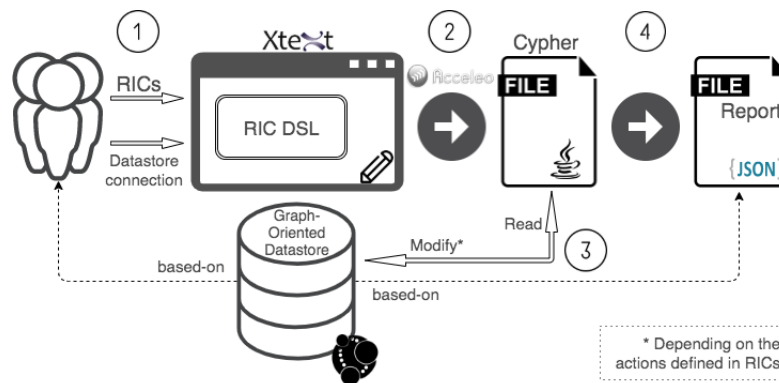 1
Xtext
2
Cypher
4
RICs
Acceleo
FILE
FILE
RIC DSL
Report
Datastore
connection
{JSON}
Graph-
Oriented
Datastore
Read
3
Modify*
based-on
based-on
* Depending on the
actions defined in RICs